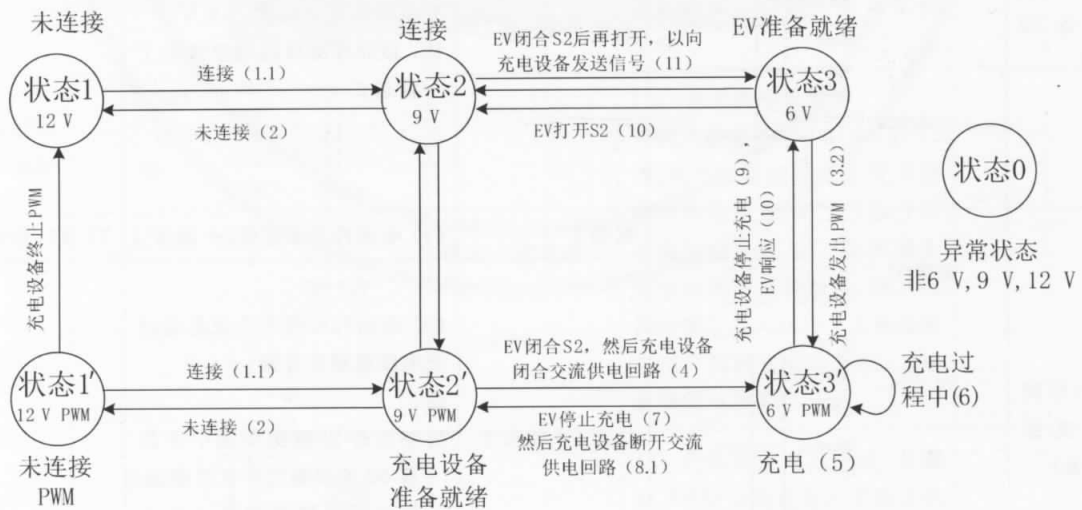 未连接
状态1
12 V
连接（1.1）
未连接（2）
连接
状态2
9 V
EV闭合S2后再打开，以向
充电设备发送信号（11）
EV打开S2（10）
EV准备就绪
状态3
6 V
状态0
异常状态
非6 V,9 V,12 V
充电设备终止PWM
充电设备停止充电（9），
EV响应（10）
充电设备发出PWM（3.2）
状态1′
12 V PWM
未连接
PWM
连接（1.1）
未连接（2）
状态2′
9 V PWM
充电设备
准备就绪
EV闭合S2，然后充电设备
闭合交流供电回路（4）
EV停止充电（7）
然后充电设备断开交流
供电回路（8.1）
状态3′
6 V PWM
充电（5）
充电过
程中(6)